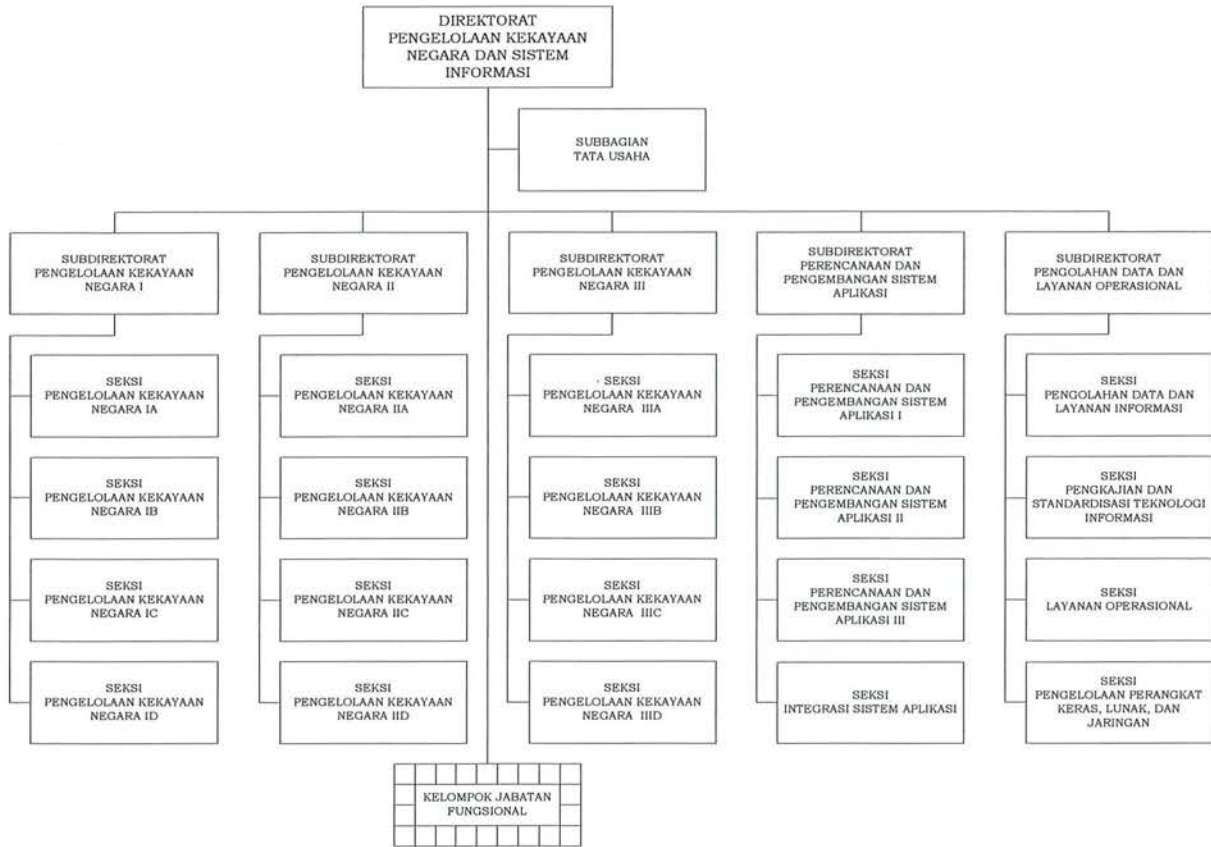 DIREKTORAT
PENGELOLAAN KEKAYAAN
NEGARA DAN SISTEM
INFORMASI
SUBBAGIAN
TATA USAHA
SUBDIREKTORAT
PENGELOLAAN KEKAYAAN
NEGARA I
SUBDIREKTORAT
PENGELOLAAN KEKAYAAN
NEGARA II
SUBDIREKTORAT
PENGELOLAAN KEKAYAAN
NEGARA III
SUBDIREKTORAT
PERENCANAAN DAN
PENGEMBANGAN SISTEM
APLIKASI
SUBDIREKTORAT
PENGOLAHAN DATA DAN
LAYANAN OPERASIONAL
SEKSI
PENGELOLAAN KEKAYAAN
NEGARA IA
SEKSI
PENGELOLAAN KEKAYAAN
NEGARA IIA
SEKSI
PENGELOLAAN KEKAYAAN
NEGARA IIIA
SEKSI
PERENCANAAN DAN
PENGEMBANGAN SISTEM
APLIKASI I
SEKSI
PENGOLAHAN DATA DAN
LAYANAN INFORMASI
SEKSI
PENGELOLAAN KEKAYAAN
NEGARA IB
SEKSI
PENGELOLAAN KEKAYAAN
NEGARA IIB
SEKSI
PENGELOLAAN KEKAYAAN
NEGARA IIIB
SEKSI
PERENCANAAN DAN
PENGEMBANGAN SISTEM
APLIKASI II
SEKSI
PENGKAJIAN DAN
STANDARDISASI TEKNOLOGI
INFORMASI
SEKSI
PENGELOLAAN KEKAYAAN
NEGARA IC
SEKSI
PENGELOLAAN KEKAYAAN
NEGARA IIC
SEKSI
PENGELOLAAN KEKAYAAN
NEGARA IIIC
SEKSI
PERENCANAAN DAN
PENGEMBANGAN SISTEM
APLIKASI III
SEKSI
LAYANAN OPERASIONAL
SEKSI
PENGELOLAAN KEKAYAAN
NEGARA ID
SEKSI
PENGELOLAAN KEKAYAAN
NEGARA IID
SEKSI
PENGELOLAAN KEKAYAAN
NEGARA IIID
SEKSI
INTEGRASI SISTEM APLIKASI
SEKSI
PENGELOLAAN PERANGKAT
KERAS, LUNAK, DAN
JARINGAN
KELOMPOK JABATAN
FUNGSIONAL